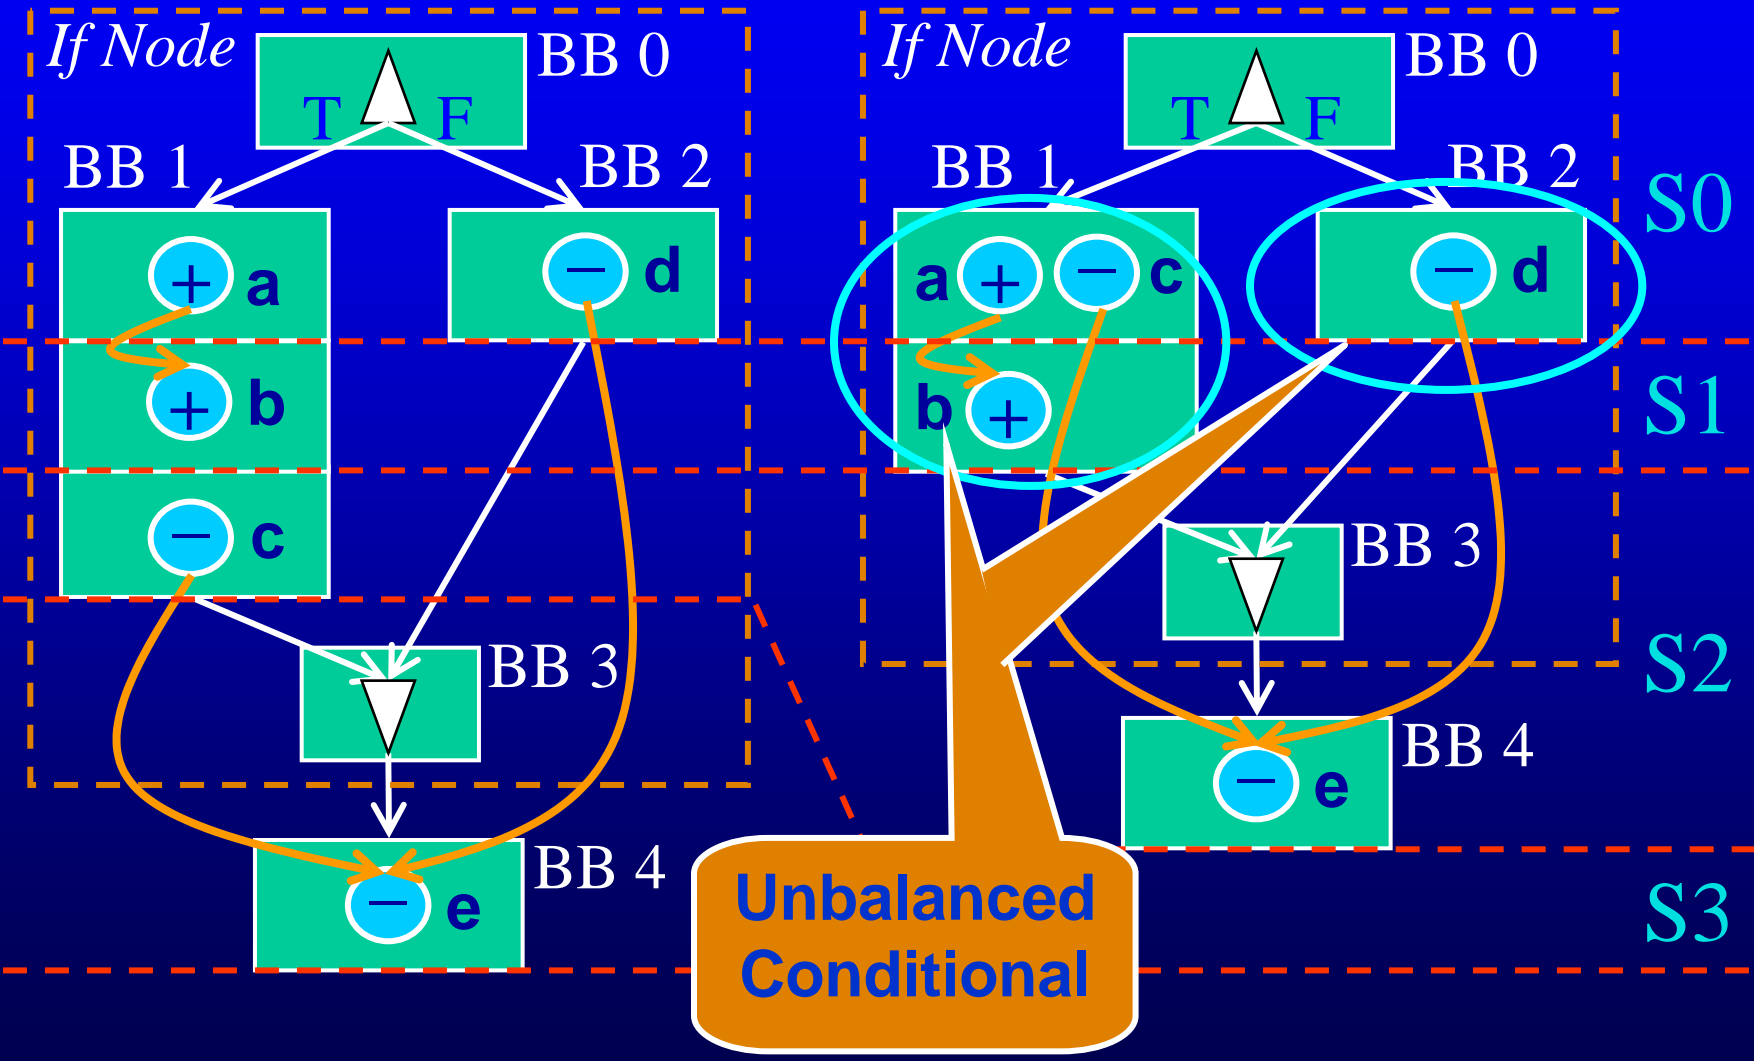 If Node
BB 0
T
F
BB 1
BB 2
+
a
−
d
+
b
−
c
BB 3
BB 4
−
e
If Node
BB 0
T
F
BB 1
BB 2
S0
a
+
−
c
−
d
b
+
S1
BB 3
S2
BB 4
−
e
Unbalanced
Conditional
S3